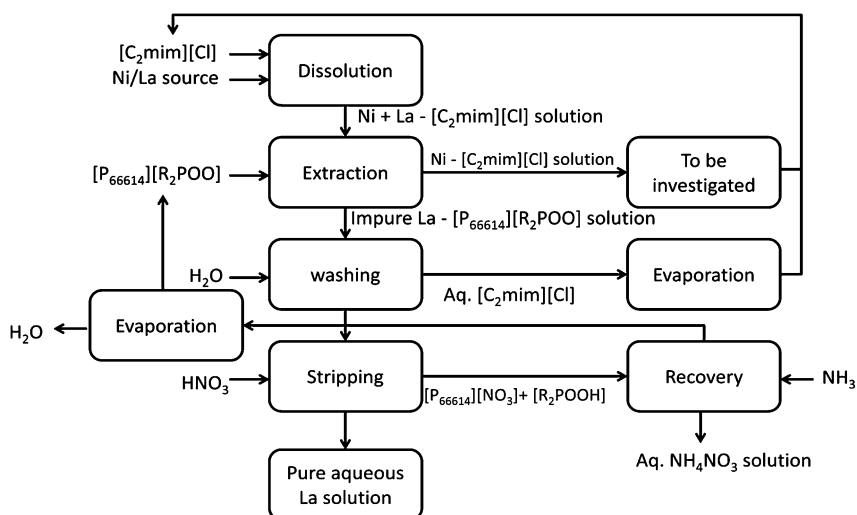 [C₂mim][Cl]
Ni/La source
Dissolution
Ni + La - [C₂mim][Cl] solution
[P₆₆₆₁₄][R₂POO]
Extraction
Ni - [C₂mim][Cl] solution
To be
investigated
Impure La - [P₆₆₆₁₄][R₂POO] solution
H₂O
washing
Aq. [C₂mim][Cl]
Evaporation
H₂O
Evaporation
HNO₃
Stripping
[P₆₆₆₁₄][NO₃]+ [R₂POOH]
Recovery
NH₃
Pure aqueous
La solution
Aq. NH₄NO₃ solution